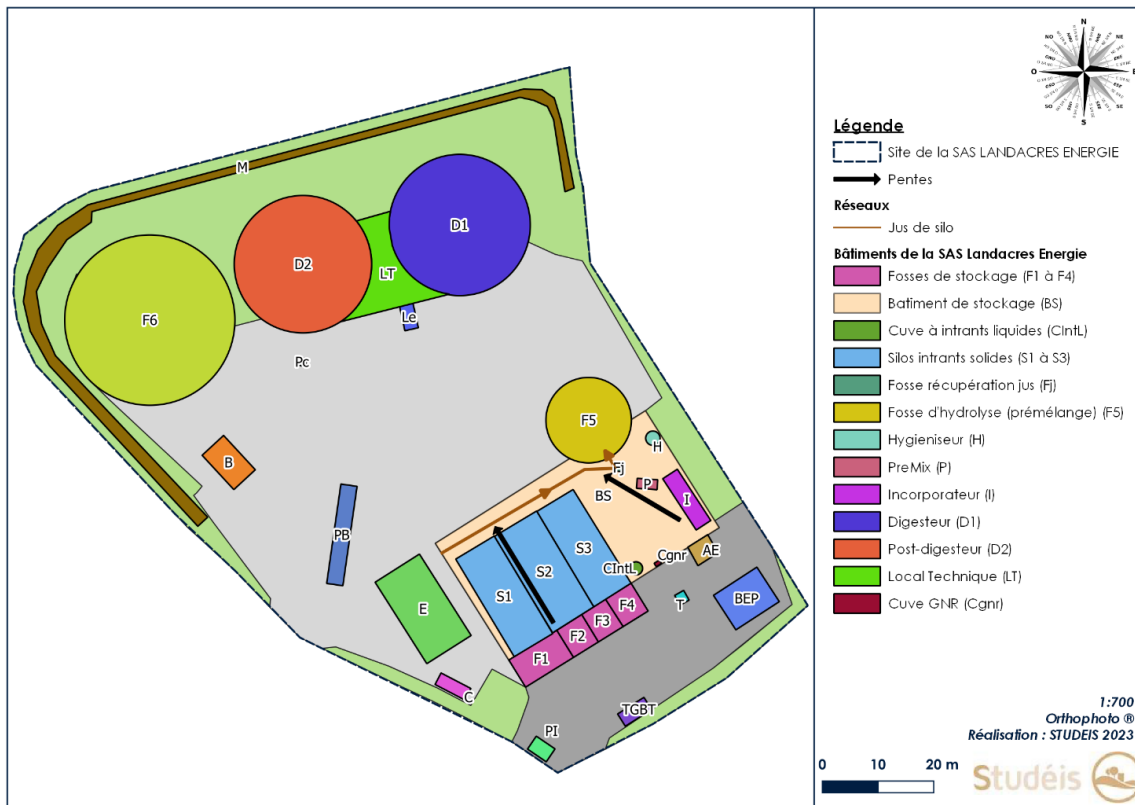 N
NO
NE
O
E
SO
SE
S
M
D1
D2
LT
F6
Le
Pc
F5
H
B
Fj
P
BS
I
PB
S3
S2
Cgnr
AE
CIntL
S1
T
BEP
E
F4
F3
F2
F1
C
TGBT
PI
Légende
Site de la SAS LANDACRES ENERGIE
Pentes
Réseaux
Jus de silo
Bâtiments de la SAS Landacres Energie
Fosses de stockage (F1 à F4)
Batiment de stockage (BS)
Cuve à intrants liquides (CIntL)
Silos intrants solides (S1 à S3)
Fosse récupération jus (Fj)
Fosse d'hydrolyse (prémélange) (F5)
Hygieniseur (H)
PreMix (P)
Incorporateur (I)
Digesteur (D1)
Post-digesteur (D2)
Local Technique (LT)
Cuve GNR (Cgnr)
1:700
Orthophoto ®
Réalisation : STUDEIS 2023
0 10 20 m
Studéis